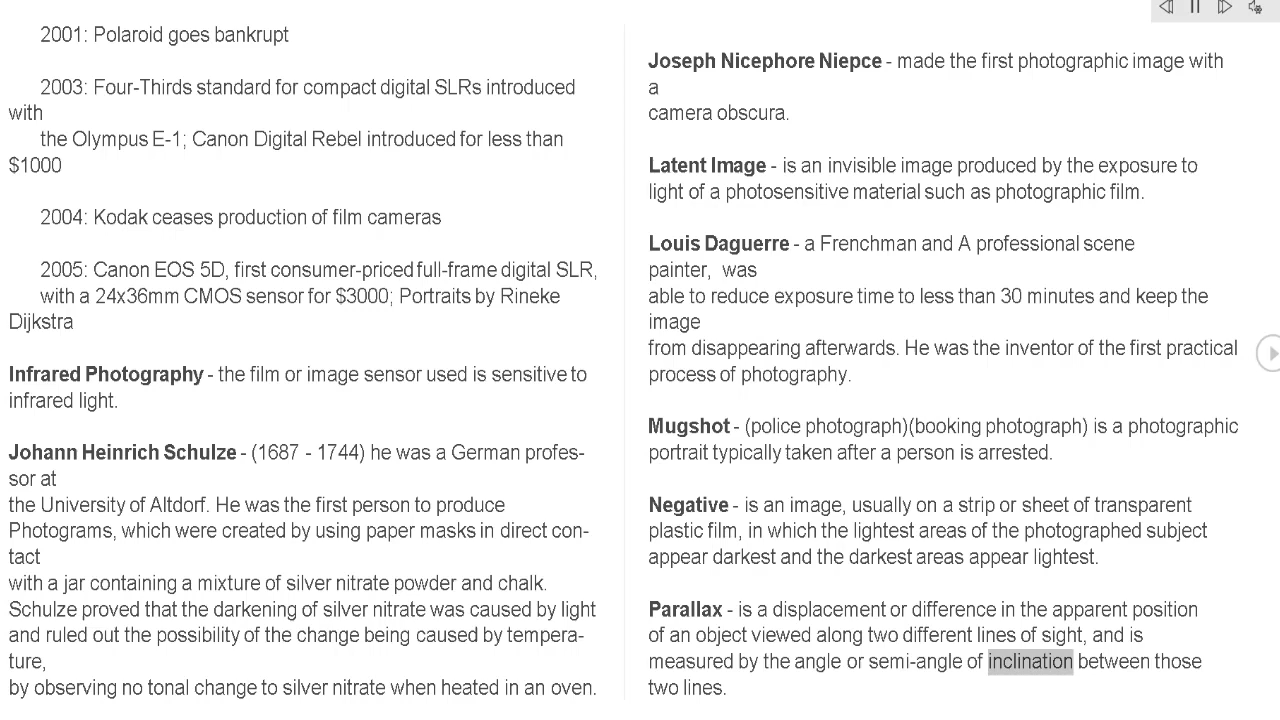 2001: Polaroid goes bankrupt
2003: Four-Thirds standard for compact digital SLRs introduced
with
the Olympus E-1; Canon Digital Rebel introduced for less than
$1000
2004: Kodak ceases production of film cameras
2005: Canon EOS 5D, first consumer-priced full-frame digital SLR,
with a 24x36mm CMOS sensor for $3000; Portraits by Rineke
Dijkstra
Infrared Photography - the film or image sensor used is sensitive to
infrared light.
Johann Heinrich Schulze - (1687 - 1744) he was a German profes-
sor at
the University of Altdorf. He was the first person to produce
Photograms, which were created by using paper masks in direct con-
tact
with a jar containing a mixture of silver nitrate powder and chalk.
Schulze proved that the darkening of silver nitrate was caused by light
and ruled out the possibility of the change being caused by tempera-
ture,
by observing no tonal change to silver nitrate when heated in an oven.
Joseph Nicephore Niepce - made the first photographic image with
a
camera obscura.
Latent Image - is an invisible image produced by the exposure to
light of a photosensitive material such as photographic film.
Louis Daguerre - a Frenchman and A professional scene
painter, was
able to reduce exposure time to less than 30 minutes and keep the
image
from disappearing afterwards. He was the inventor of the first practical
process of photography.
Mugshot - (police photograph)(booking photograph) is a photographic
portrait typically taken after a person is arrested.
Negative - is an image, usually on a strip or sheet of transparent
plastic film, in which the lightest areas of the photographed subject
appear darkest and the darkest areas appear lightest.
Parallax - is a displacement or difference in the apparent position
of an object viewed along two different lines of sight, and is
measured by the angle or semi-angle of inclination between those
two lines.